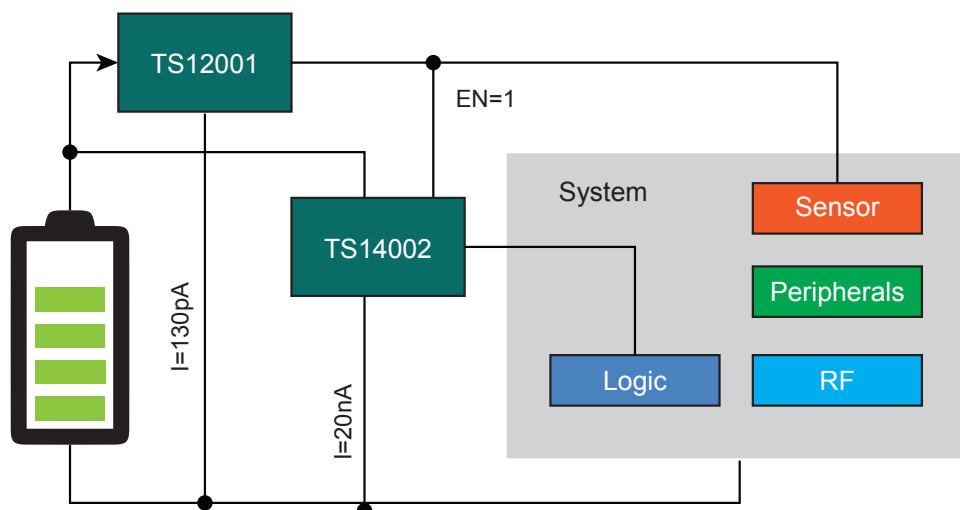 TS12001
EN=1
System
Sensor
TS14002
Peripherals
I=130pA
Logic
RF
I=20nA